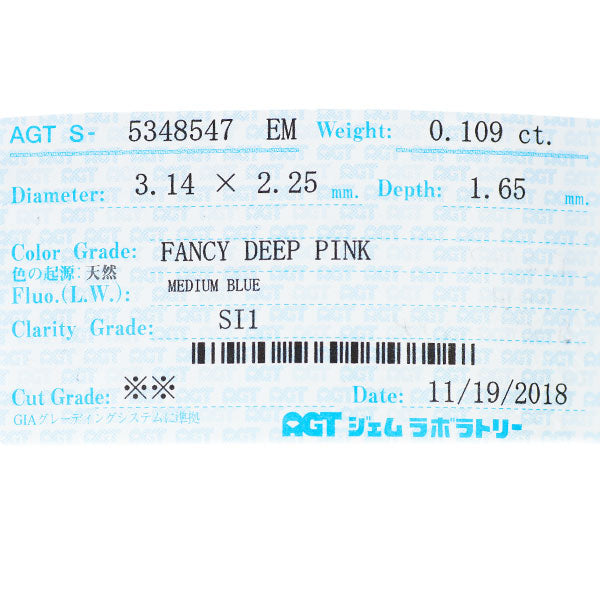 AGT S- 5348547 EM Weight: 0.109 ct.
Diameter: 3.14 × 2.25 mm. Depth: 1.65 mm.
Color Grade: FANCY DEEP PINK
色の起源:天然
Fluo.(L.W.): MEDIUM BLUE
Clarity Grade: SI1
Cut Grade: ※※ Date: 11/19/2018
GIAグレーディングシステムに準拠
AGT ジェム ラボラトリー